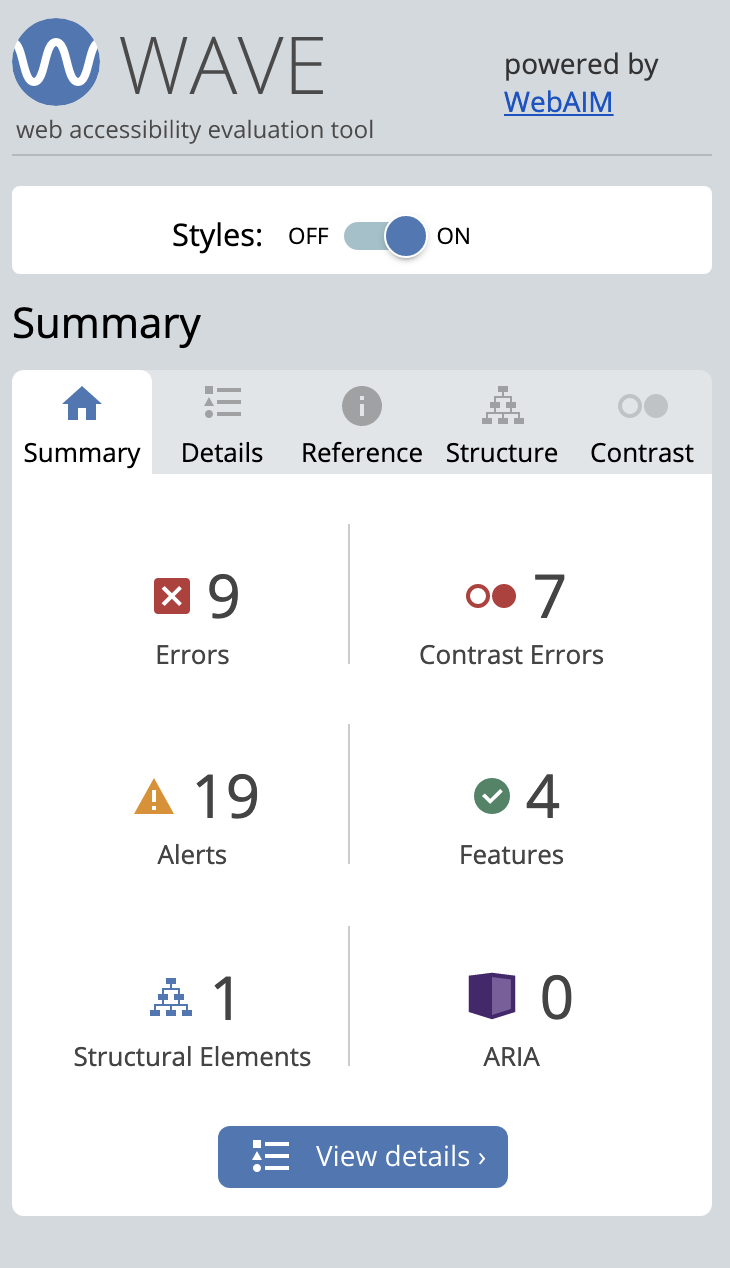 WAVE
web accessibility evaluation tool
powered by
WebAIM
Styles: OFF ON
Summary
Summary Details Reference Structure Contrast
9 7
Errors Contrast Errors
19 4
Alerts Features
1 0
Structural Elements ARIA
View details ›